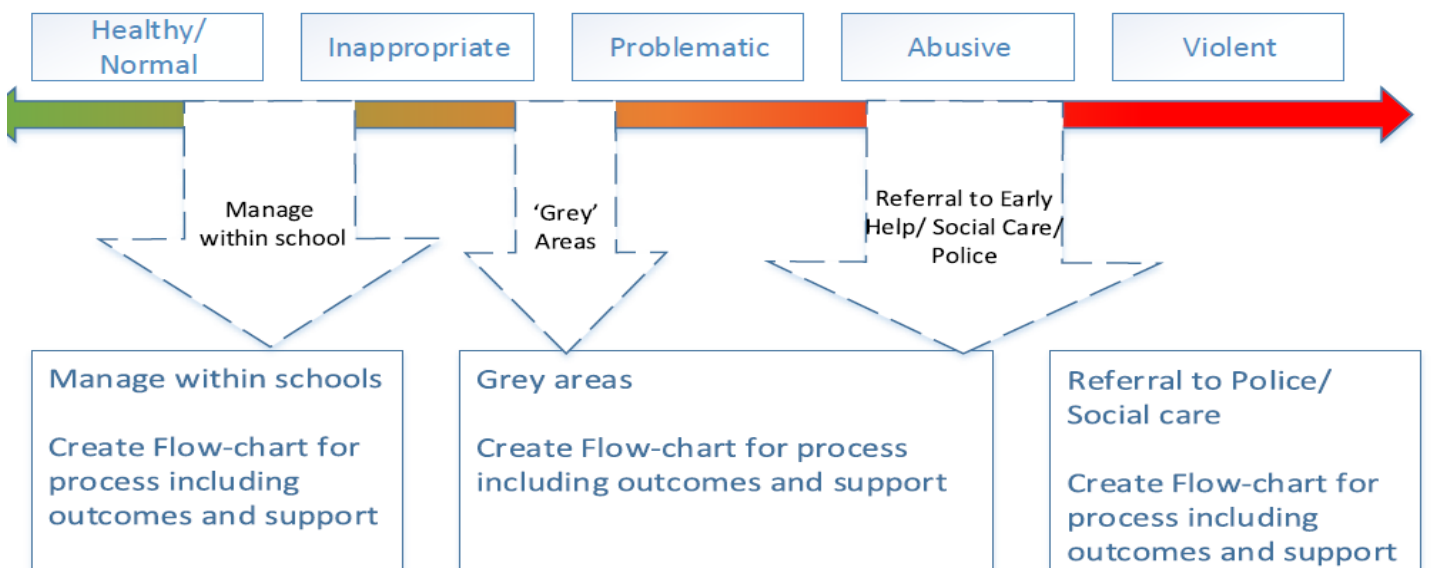 Healthy/
Normal
Inappropriate
Problematic
Abusive
Violent
Manage
within school
‘Grey’
Areas
Referral to Early
Help/ Social Care/
Police
Manage within schools
Create Flow-chart for
process including
outcomes and support
Grey areas
Create Flow-chart for process
including outcomes and support
Referral to Police/
Social care
Create Flow-chart for
process including
outcomes and support